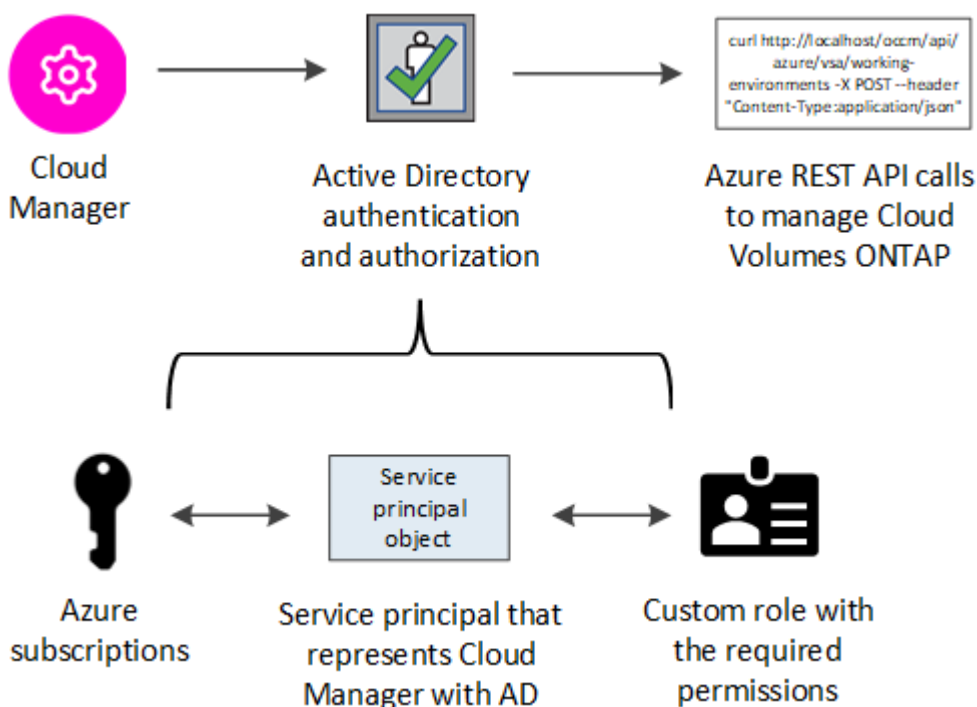 curl http://localhost/occm/api/
azure/vsa/working-
environments -X POST --header
"Content-Type:application/json"
Cloud
Manager
Active Directory
authentication
and authorization
Azure REST API calls
to manage Cloud
Volumes ONTAP
Service
principal
object
Azure
subscriptions
Service principal that
represents Cloud
Manager with AD
Custom role with
the required
permissions